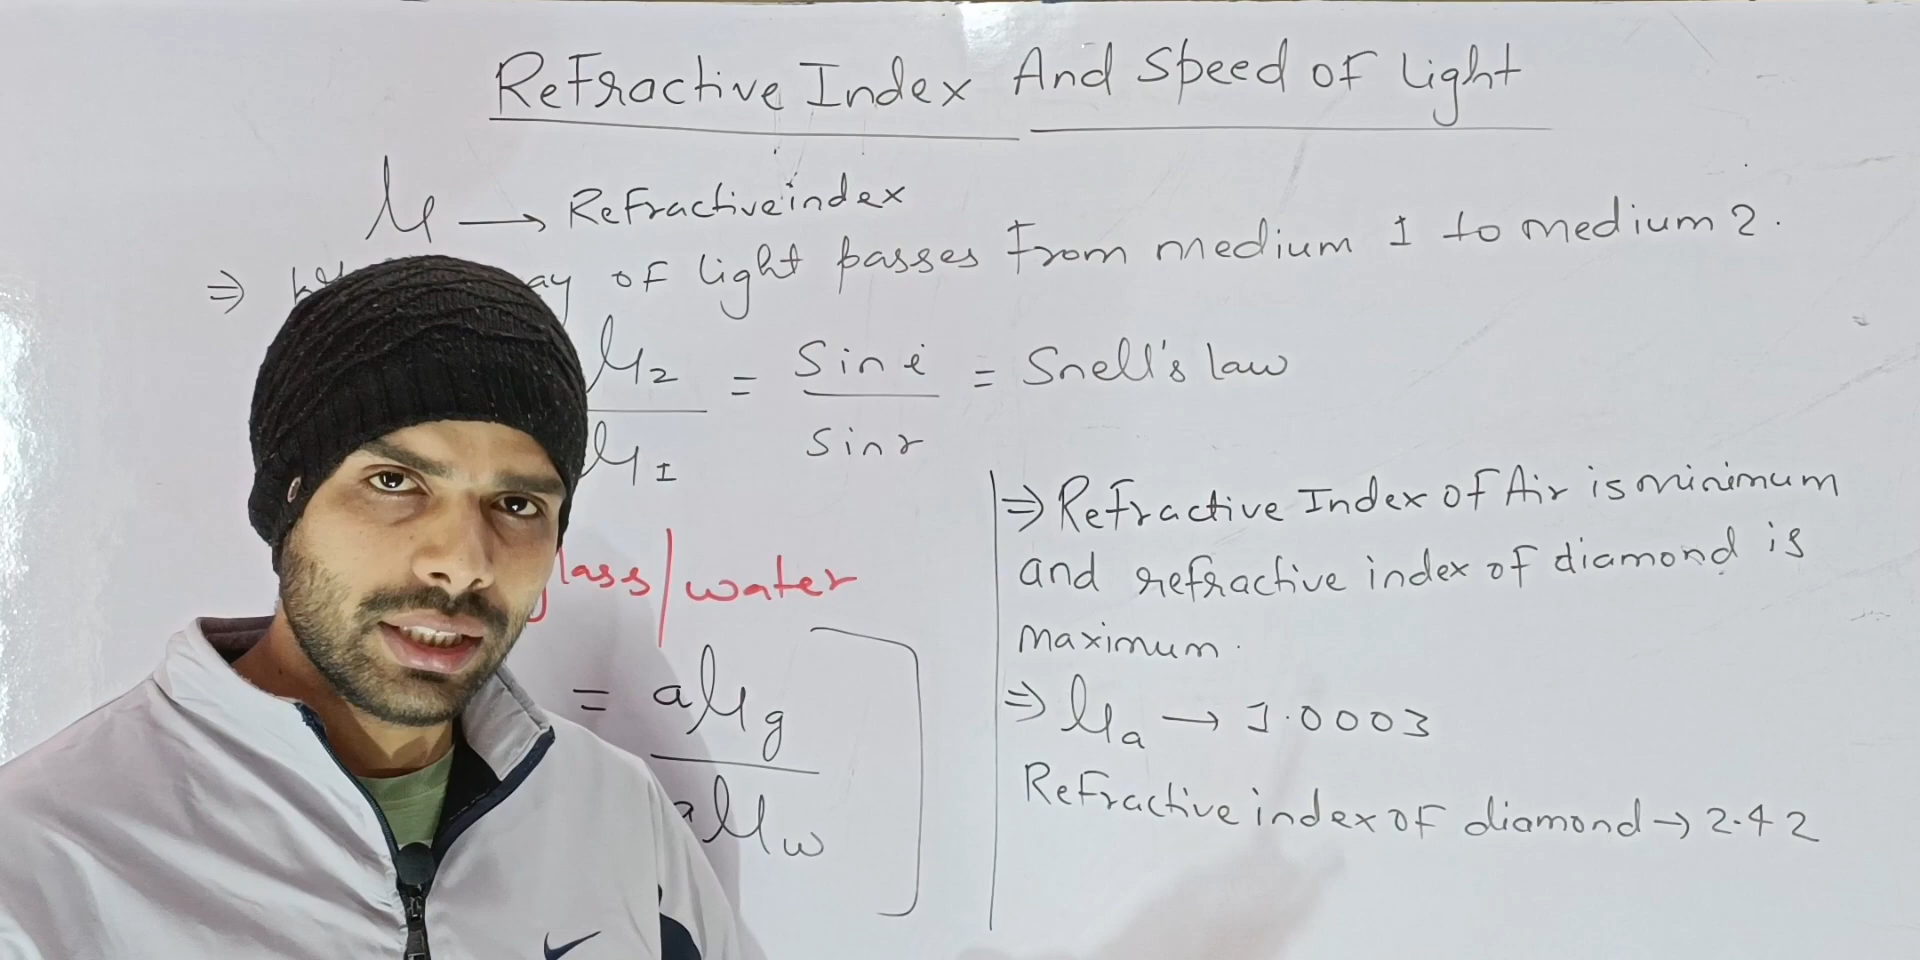 Refractive Index And Speed of Light
μ → Refractive index
⇒ of light passes from medium 1 to medium 2.
μ2 / μ1 = Sin i / Sin r = Snell's law
⇒ Refractive Index of Air is minimum
and refractive index of diamond is
maximum.
⇒ μa → 1.0003
Refractive index of diamond → 2.42
lass / water
= aμg / aμw